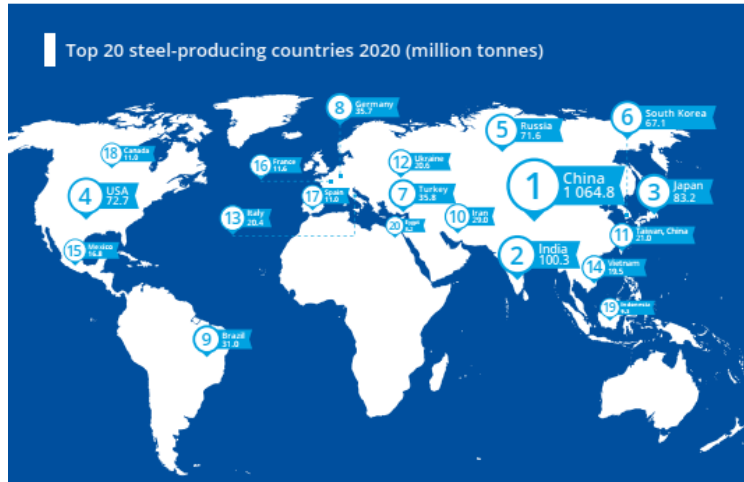 Top 20 steel-producing countries 2020 (million tonnes)
8 Germany
35.7
6 South Korea
67.1
5 Russia
71.6
18 Canada
11.0
16 France
11.6
12 Ukraine
20.6
4 USA
72.7
17 Spain
11.0
7 Turkey
35.8
1 China
1 064.8
3 Japan
83.2
13 Italy
20.4
10 Iran
29.0
20 Egypt
11 Taiwan, China
21.0
15 Mexico
16.8
2 India
100.3
14 Vietnam
19.5
19 Indonesia
9 Brazil
31.0